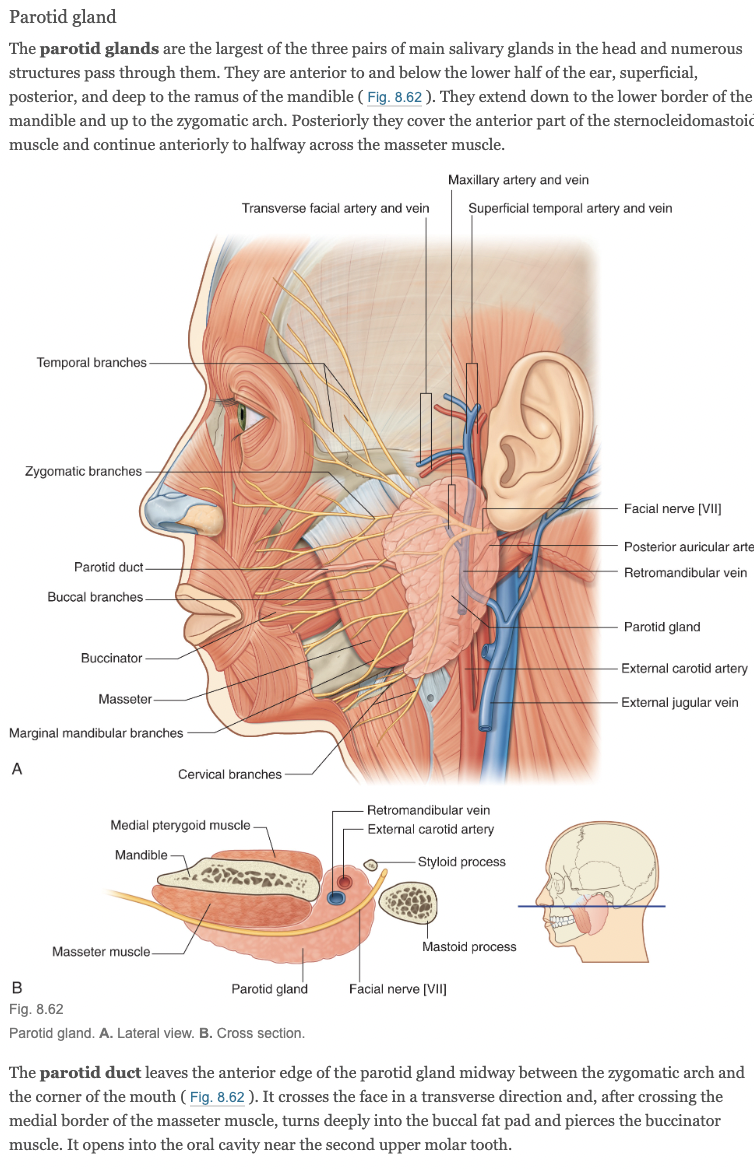 Parotid gland
The parotid glands are the largest of the three pairs of main salivary glands in the head and numerous
structures pass through them. They are anterior to and below the lower half of the ear, superficial,
posterior, and deep to the ramus of the mandible ( Fig. 8.62 ). They extend down to the lower border of the
mandible and up to the zygomatic arch. Posteriorly they cover the anterior part of the sternocleidomastoid
muscle and continue anteriorly to halfway across the masseter muscle.
Maxillary artery and vein
Transverse facial artery and vein
Superficial temporal artery and vein
Temporal branches
Zygomatic branches
Facial nerve [VII]
Posterior auricular arte
Parotid duct
Retromandibular vein
Buccal branches
Parotid gland
Buccinator
External carotid artery
Masseter
External jugular vein
Marginal mandibular branches
A
Cervical branches
Retromandibular vein
Medial pterygoid muscle
External carotid artery
Mandible
Styloid process
Mastoid process
Masseter muscle
B
Parotid gland
Facial nerve [VII]
Fig. 8.62
Parotid gland. A. Lateral view. B. Cross section.
The parotid duct leaves the anterior edge of the parotid gland midway between the zygomatic arch and
the corner of the mouth ( Fig. 8.62 ). It crosses the face in a transverse direction and, after crossing the
medial border of the masseter muscle, turns deeply into the buccal fat pad and pierces the buccinator
muscle. It opens into the oral cavity near the second upper molar tooth.